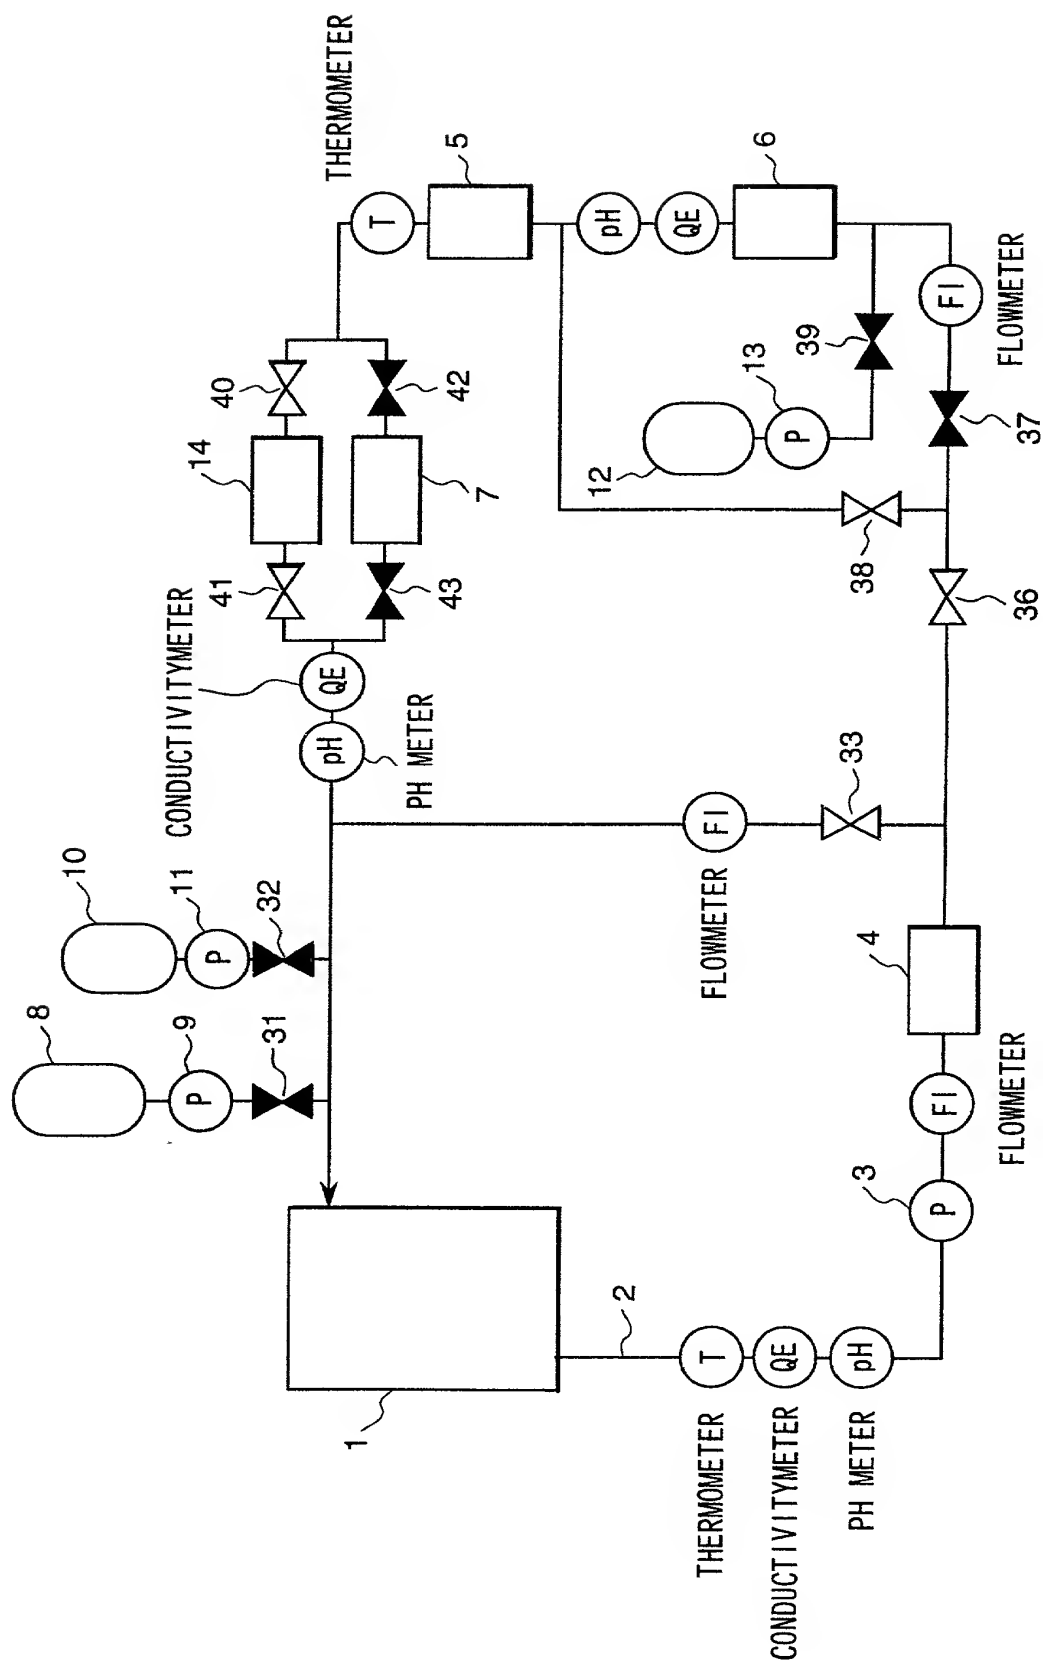 8
10
9
11
CONDUCTIVITYMETER
14
P
P
41
40
31
32
pH
QE
THERMOMETER
1
T
PH METER
43
42
5
7
12
pH
2
QE
THERMOMETER
T
FLOWMETER
FI
13
6
CONDUCTIVITYMETER
QE
P
39
PH METER
pH
3
4
33
38
P
FI
FI
FLOWMETER
FLOWMETER
36
37